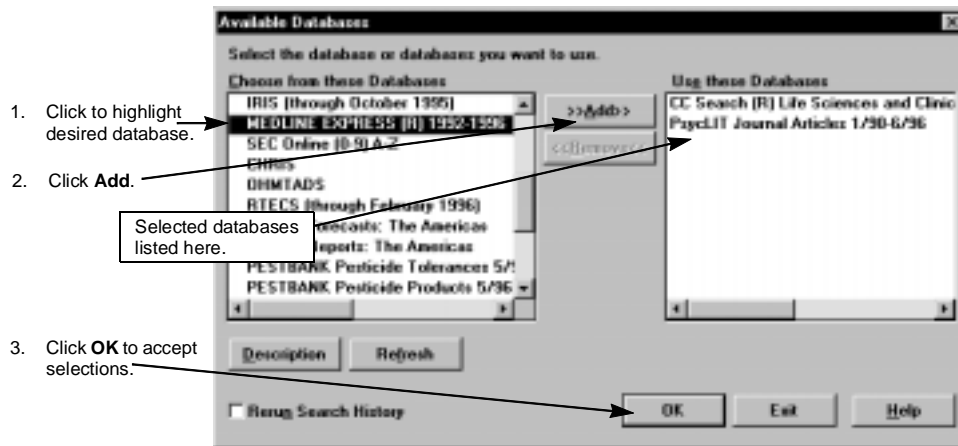 Available Databases
Select the database or databases you want to use.
Choose from these Databases
Use these Databases
1. Click to highlight
desired database.
IRIS (through October 1995)
MEDLINE EXPRESS (R) 1992-1996
SEC Online (0-9) A-Z
CHRIS
OHMTADS
RTECS (through February 1996)
recasts: The Americas
eports: The Americas
PESTBANK Pesticide Tolerances 5/9
PESTBANK Pesticide Products 5/96
>>Add>>
<<Remove<<
CC Search (R) Life Sciences and Clinic
PsycLIT Journal Articles 1/90-6/96
2. Click Add.
Selected databases
listed here.
3. Click OK to accept
selections.
Description
Refresh
Rerun Search History
OK
Exit
Help